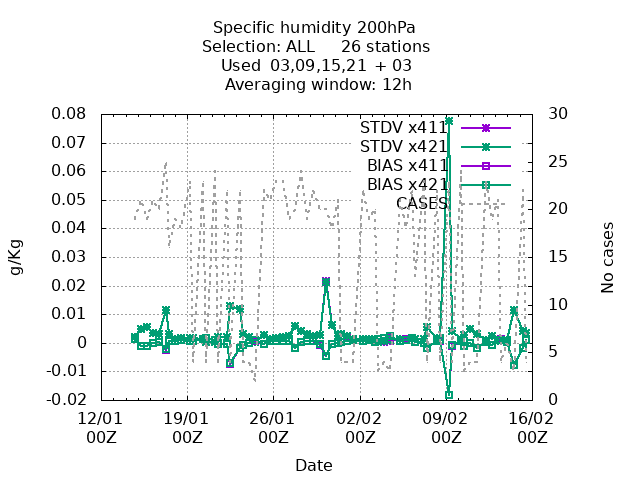 Specific humidity 200hPa
Selection: ALL     26 stations
Used  03,09,15,21 + 03
Averaging window: 12h
0.08
0.07
0.06
0.05
0.04
0.03
0.02
0.01
0
-0.01
-0.02
30
25
20
15
10
5
0
STDV x411
STDV x421
BIAS x411
BIAS x421
CASES
g/Kg
No cases
12/01 19/01 26/01 02/02 09/02 16/02
00Z 00Z 00Z 00Z 00Z 00Z
Date